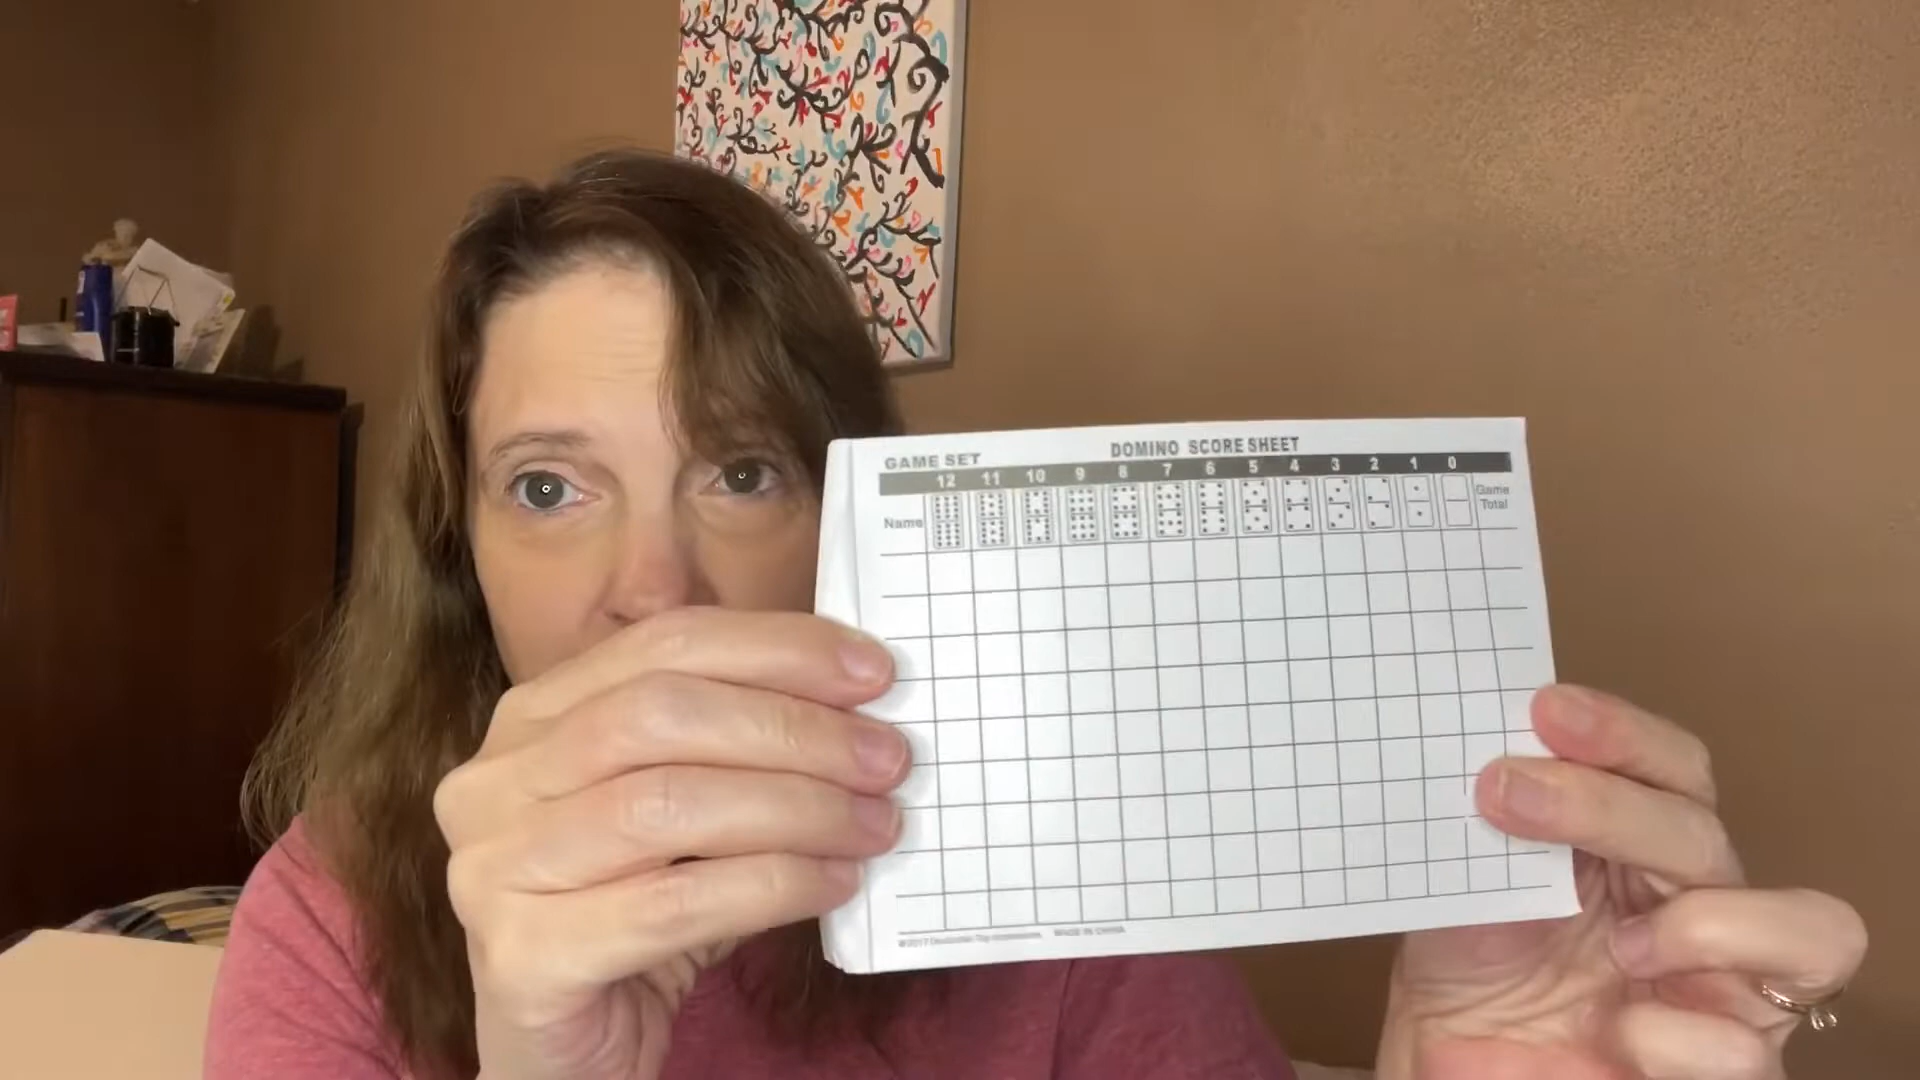 DOMINO SCORE SHEET
GAME SET
12 11 10 9 8 7 6 5 4 3 2 1 0
Name
Game
Total
MADE IN CHINA